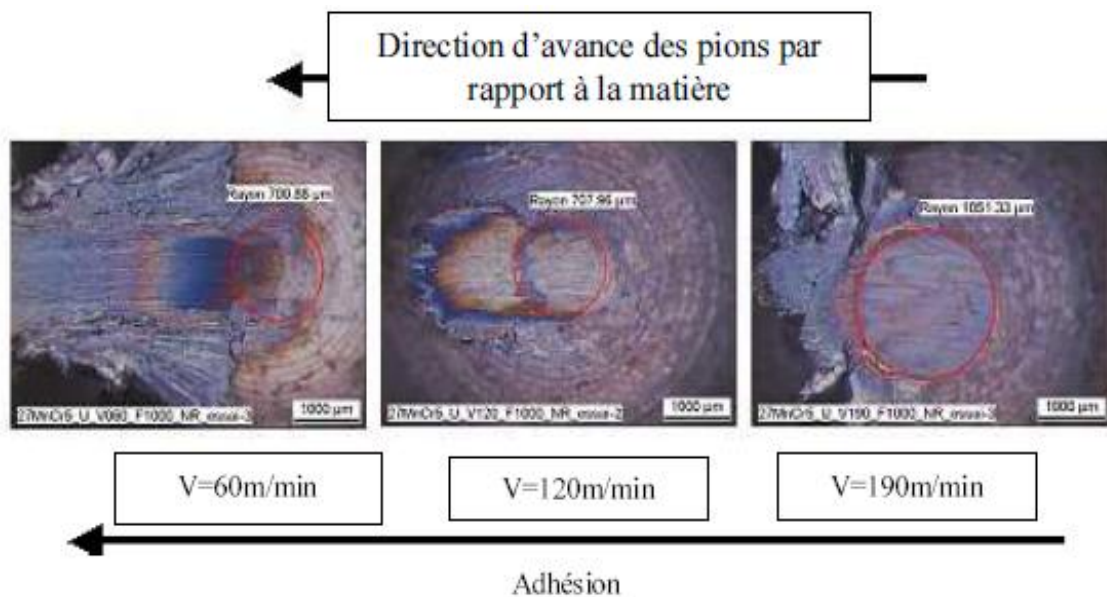 Direction d'avance des pions par
rapport à la matière
Rayon 700.88 µm
Rayon 707.96 µm
Rayon 1051.33 µm
27MnCr5_U_V060_F1000_NR_essai-3
1000 µm
27MnCr5_U_V120_F1000_NR_essai-2
1000 µm
27MnCr5_U_V190_F1000_NR_essai-3
1000 µm
V=60m/min
V=120m/min
V=190m/min
Adhésion